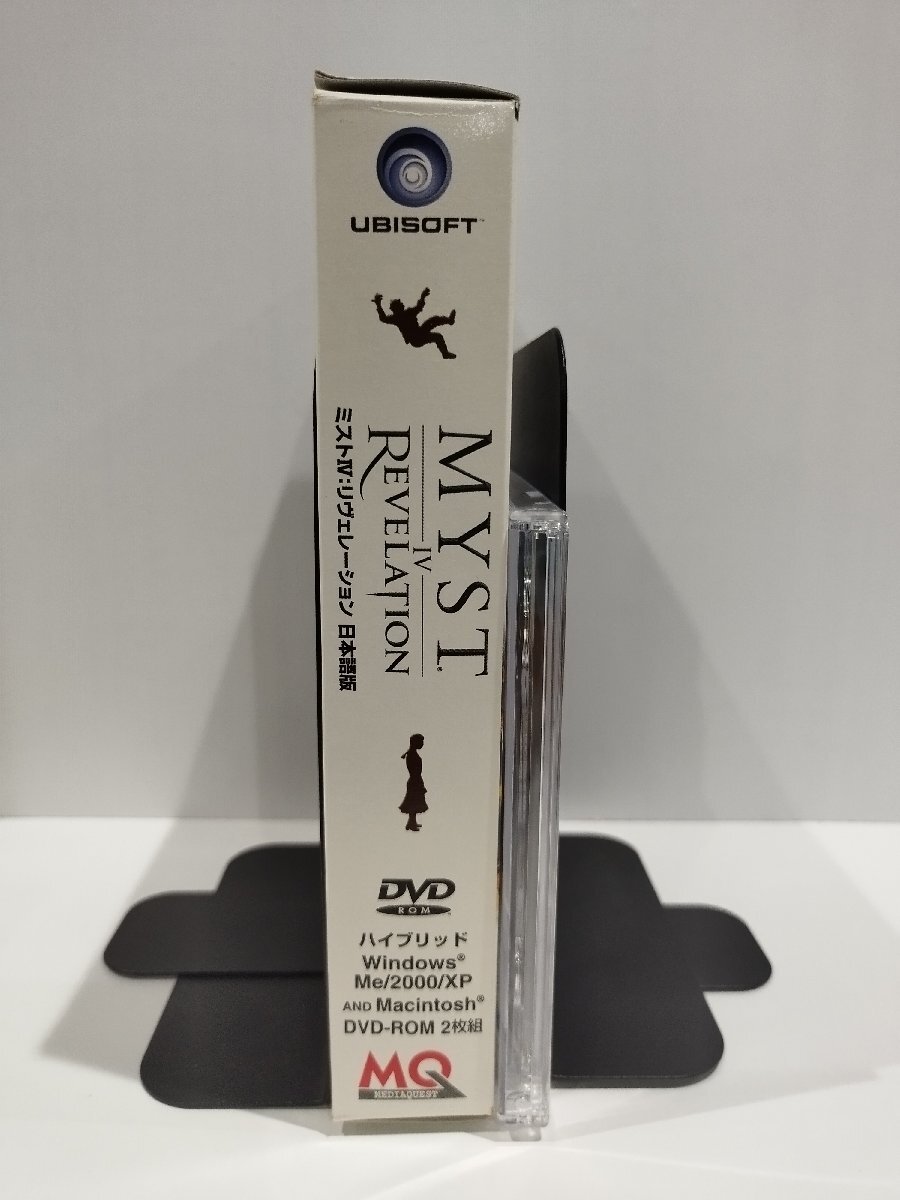 UBISOFT™
MYST®
IV
REVELATION
ミストⅣ:リヴェレーション 日本語版
DVD
ROM
ハイブリッド
Windows®
Me/2000/XP
AND Macintosh®
DVD-ROM 2枚組
MQ
MEDIAQUEST